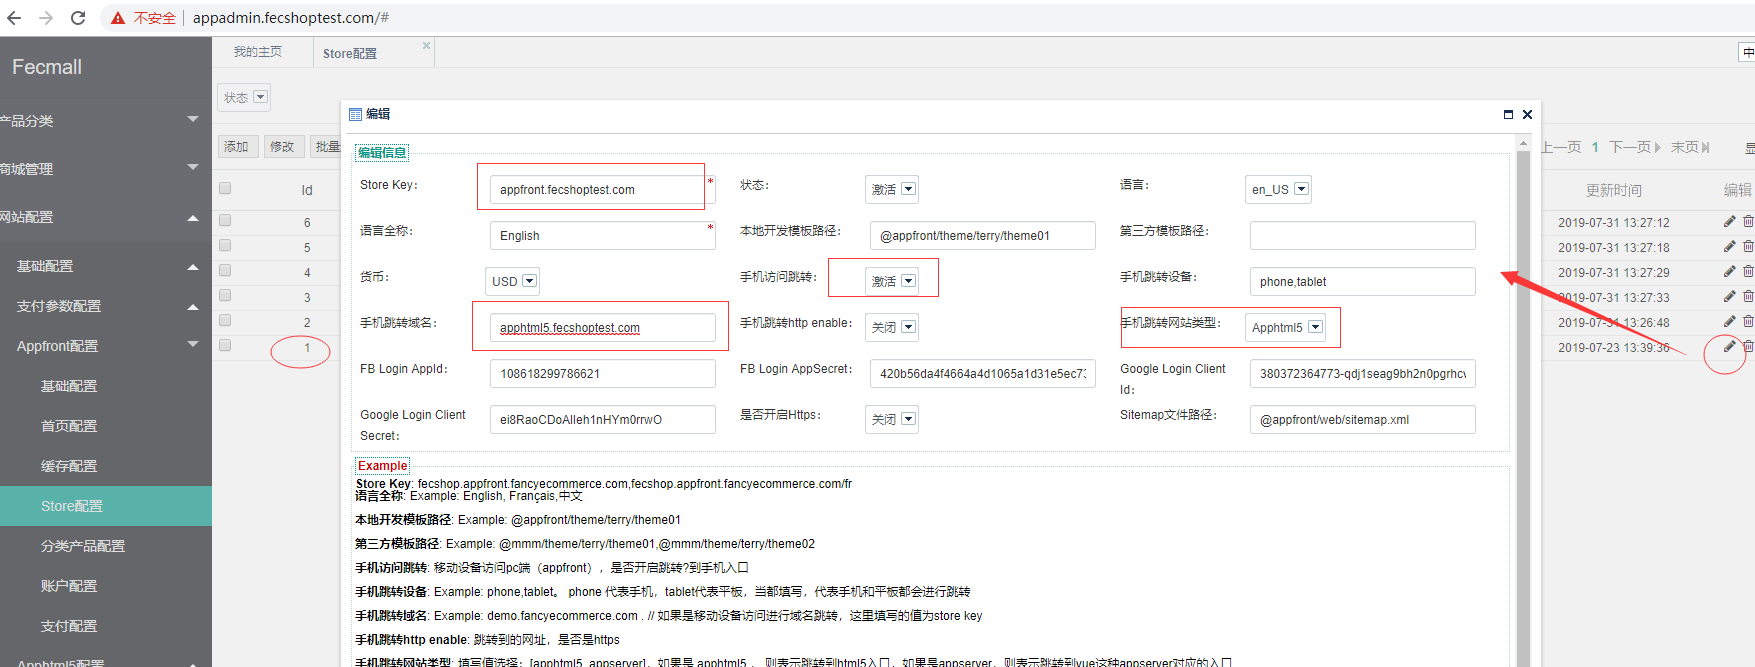 不安全 appadmin.fecshoptest.com/#
Fecmall
产品分类
商城管理
网站配置
基础配置
支付参数配置
Appfront配置
基础配置
首页配置
缓存配置
Store配置
分类产品配置
账户配置
支付配置
Apphtml5配置
我的主页 Store配置
中
状态
添加 修改 批量
Id
6
5
4
3
2
1
编辑
编辑信息
Store Key: appfront.fecshoptest.com * 状态: 激活 语言: en_US
语言全称: English * 本地开发模板路径: @appfront/theme/terry/theme01 第三方模板路径:
货币: USD 手机访问跳转: 激活 手机跳转设备: phone,tablet
手机跳转域名: apphtml5.fecshoptest.com 手机跳转http enable: 关闭 手机跳转网站类型: Apphtml5
FB Login AppId: 108618299786621 FB Login AppSecret: 420b56da4f4664a4d1065a1d31e5ec73 Google Login Client Id: 380372364773-qdj1seag9bh2n0pgrhcv
Google Login Client Secret: 是否开启Https: 关闭 Sitemap文件路径: @appfront/web/sitemap.xml
Example
Store Key: fecshop.appfront.fancyecommerce.com,fecshop.appfront.fancyecommerce.com/fr
语言全称: Example: English, Français,中文
本地开发模板路径: Example: @appfront/theme/terry/theme01
第三方模板路径: Example: @mmm/theme/terry/theme01,@mmm/theme/terry/theme02
手机访问跳转: 移动设备访问pc端（appfront），是否开启跳转?到手机入口
手机跳转设备: Example: phone,tablet。 phone 代表手机，tablet代表平板，当都填写，代表手机和平板都会进行跳转
手机跳转域名: Example: demo.fancyecommerce.com . // 如果是移动设备访问进行域名跳转，这里填写的值为store key
手机跳转http enable: 跳转到的网址，是否是https
手机跳转网站类型: 填写值选择：[apphtml5, appserver]，如果是 apphtml5 ， 则表示跳转到html5入口，如果是appserver，则表示跳转到vue这种appserver对应的入口
上一页 1 下一页 末页
更新时间 编辑
2019-07-31 13:27:12
2019-07-31 13:27:18
2019-07-31 13:27:29
2019-07-31 13:27:33
2019-07-31 13:26:48
2019-07-23 13:39:36